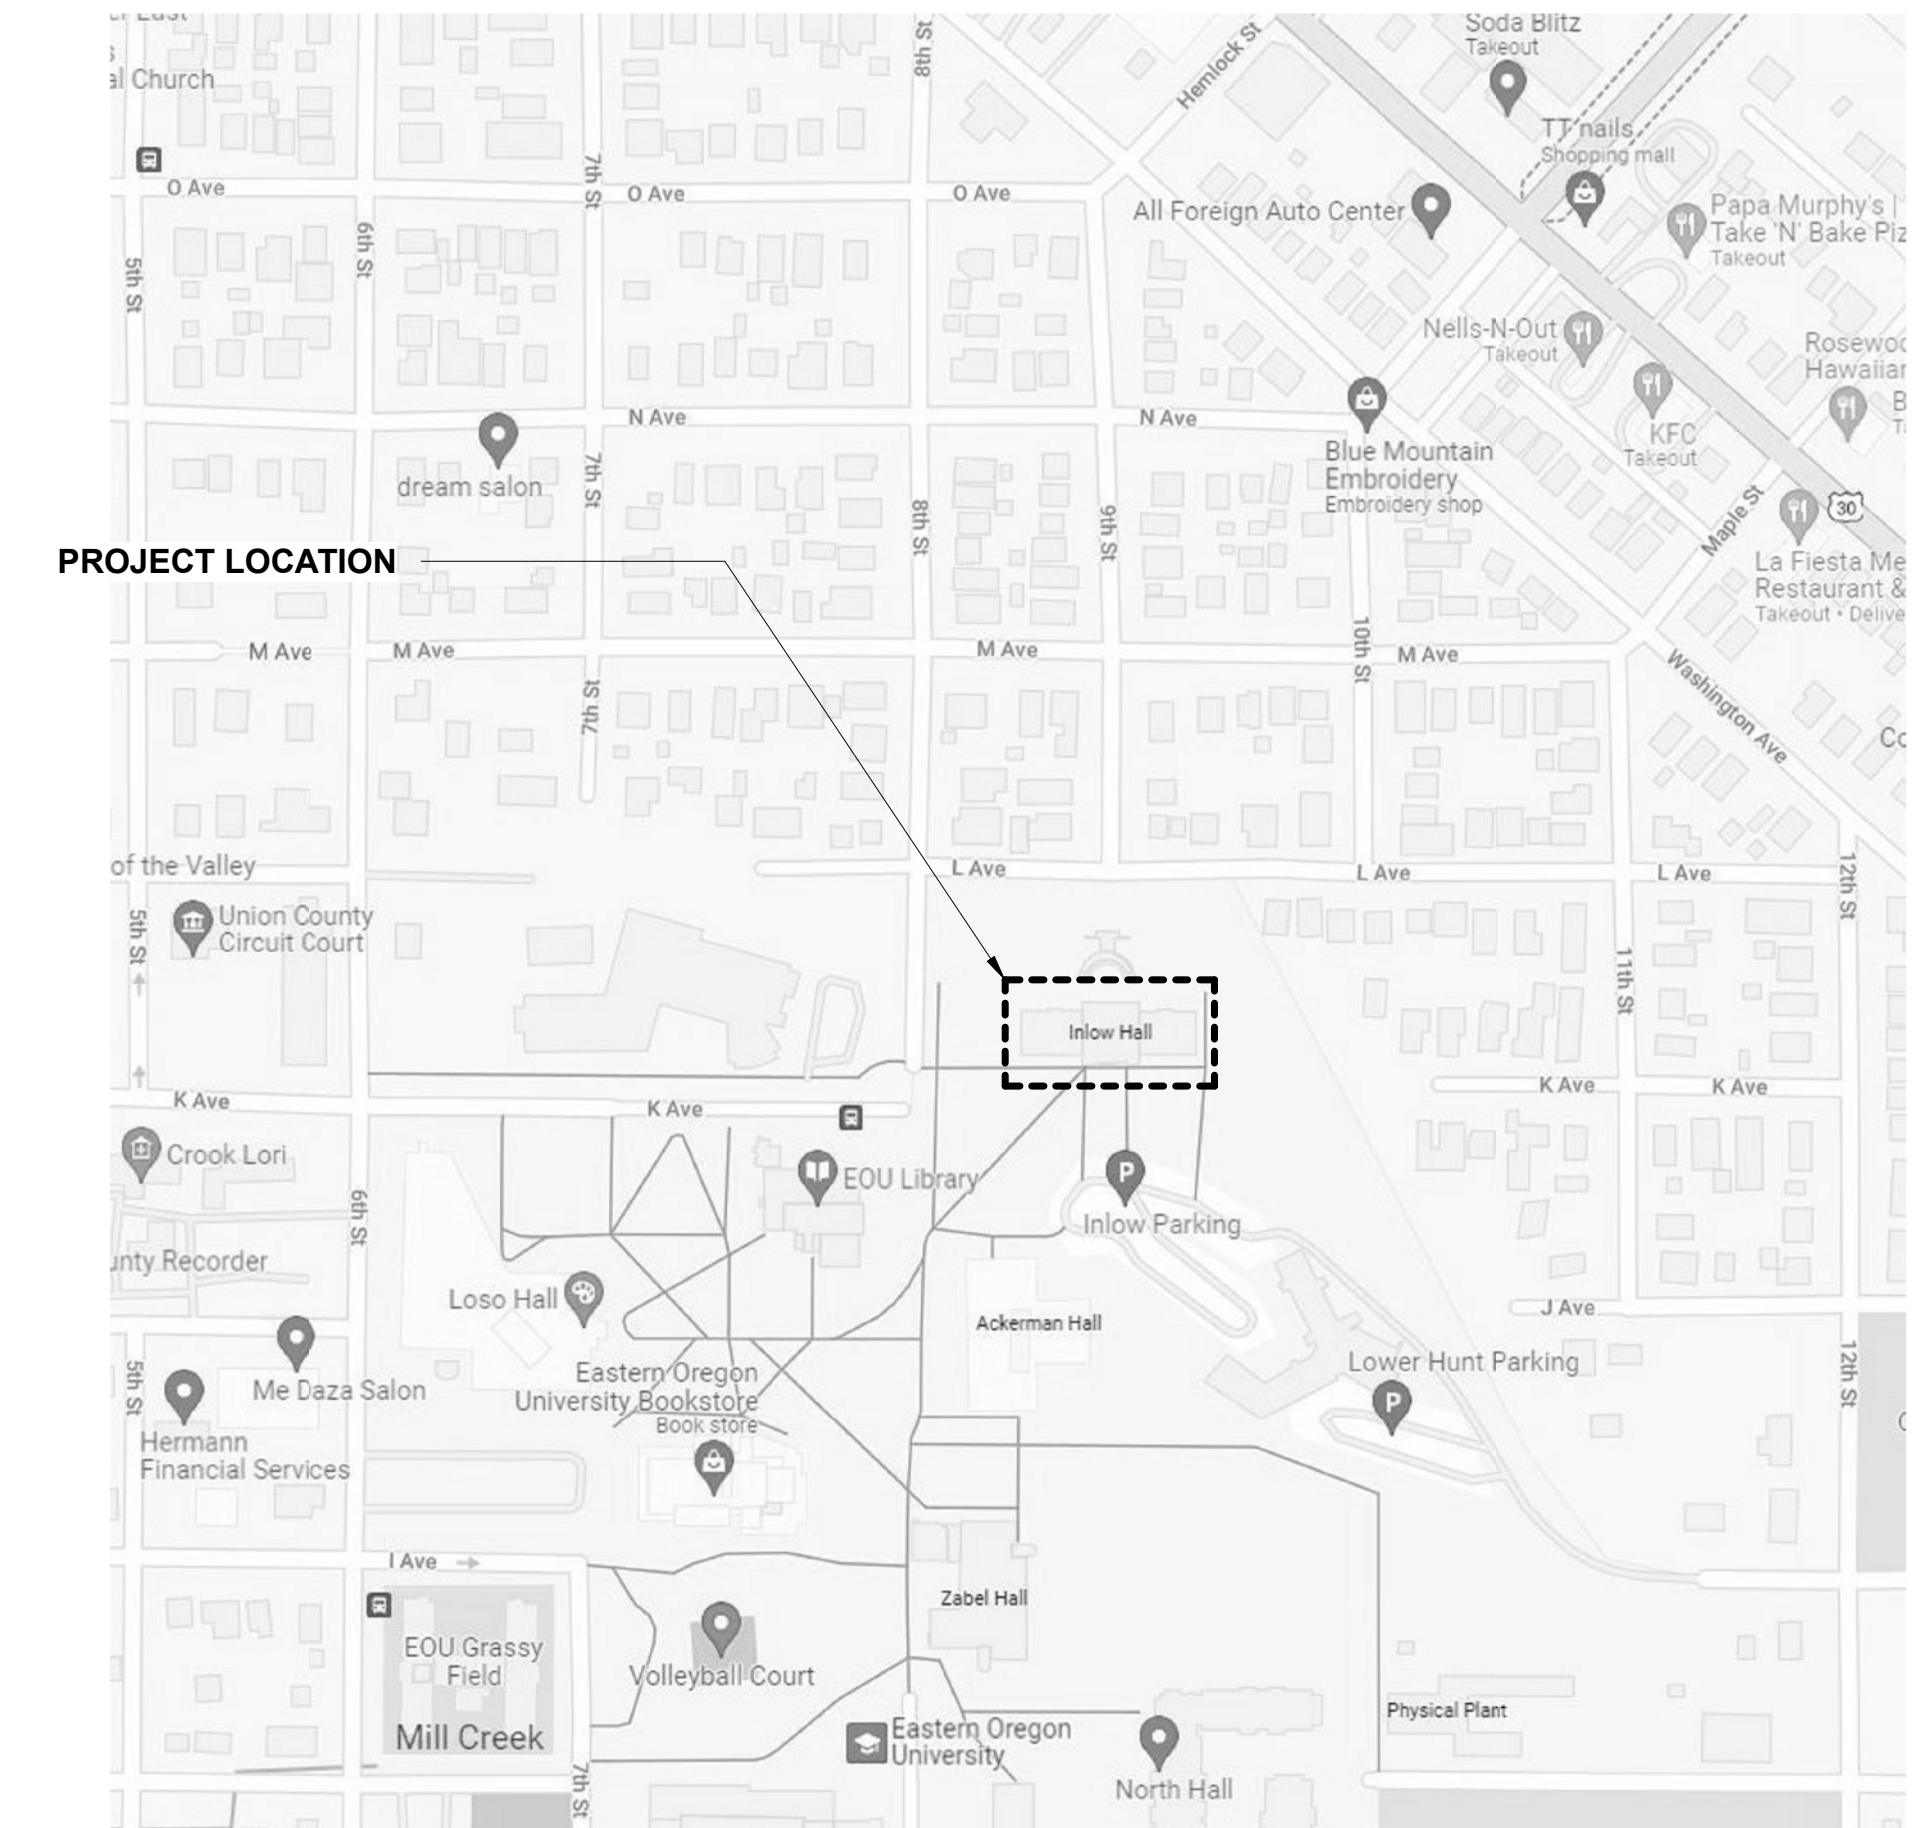 Soda Blitz
Takeout
al Church
8th St
Hemlock St
TT nails
Shopping mall
O Ave
7th St
O Ave
O Ave
All Foreign Auto Center
Papa Murphy's |
Take 'N' Bake Piz
Takeout
6th St
5th St
Nells-N-Out
Takeout
Rosewoo
Hawaiian
N Ave
N Ave
KFC
Takeout
Blue Mountain
Embroidery
Embroidery shop
dream salon
7th St
8th St
9th St
Maple St
30
PROJECT LOCATION
La Fiesta Me
Restaurant &
Takeout • Delive
M Ave
M Ave
M Ave
10th St
M Ave
Washington Ave
7th St
Co
of the Valley
L Ave
L Ave
L Ave
12th St
Union County
Circuit Court
5th St
11th St
Inlow Hall
K Ave
K Ave
K Ave
K Ave
Crook Lori
EOU Library
P
Inlow Parking
6th St
unty Recorder
Loso Hall
J Ave
Ackerman Hall
Lower Hunt Parking
P
12th St
5th St
Me Daza Salon
Eastern Oregon
University Bookstore
Book store
Hermann
Financial Services
I Ave
Zabel Hall
EOU Grassy
Field
Volleyball Court
Mill Creek
Eastern Oregon
University
Physical Plant
North Hall
7th St